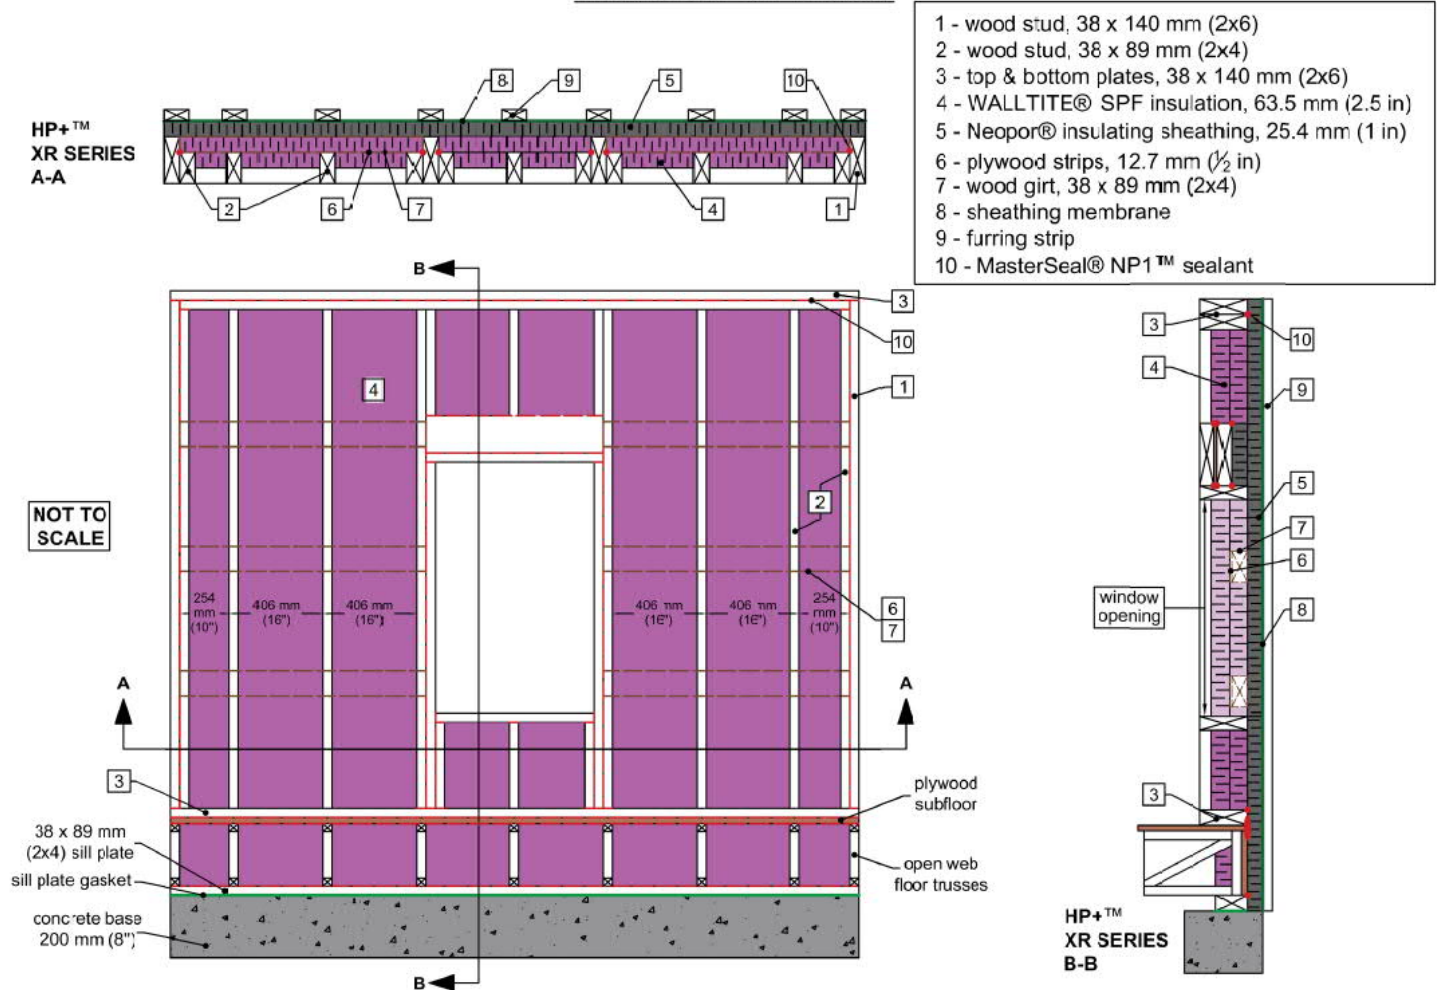 1 - wood stud, 38 x 140 mm (2x6)
2 - wood stud, 38 x 89 mm (2x4)
3 - top & bottom plates, 38 x 140 mm (2x6)
4 - WALLTITE® SPF insulation, 63.5 mm (2.5 in)
5 - Neopor® insulating sheathing, 25.4 mm (1 in)
6 - plywood strips, 12.7 mm (½ in)
7 - wood girt, 38 x 89 mm (2x4)
8 - sheathing membrane
9 - furring strip
10 - MasterSeal® NP1™ sealant
8
9
5
10
HP+™
XR SERIES
A-A
2
6
7
4
1
B
3
10
4
1
2
NOT TO
SCALE
254
mm
(10")
406 mm
(16")
406 mm
(16")
406 mm
(16")
406 mm
(16")
254
mm
(10")
6
7
A
A
3
plywood
subfloor
38 x 89 mm
(2x4) sill plate
sill plate gasket
open web
floor trusses
concrete base
200 mm (8")
B
3
10
4
9
5
7
6
window
opening
8
3
HP+™
XR SERIES
B-B